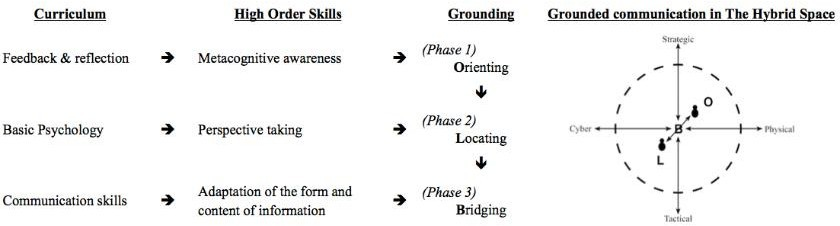 Curriculum High Order Skills Grounding Grounded communication in The Hybrid Space
Feedback & reflection → Metacognitive awareness → (Phase 1)
Orienting
Basic Psychology → Perspective taking → (Phase 2)
Locating
Communication skills → Adaptation of the form and
content of information → (Phase 3)
Bridging
Strategic
O
Cyber B Physical
L
Tactical